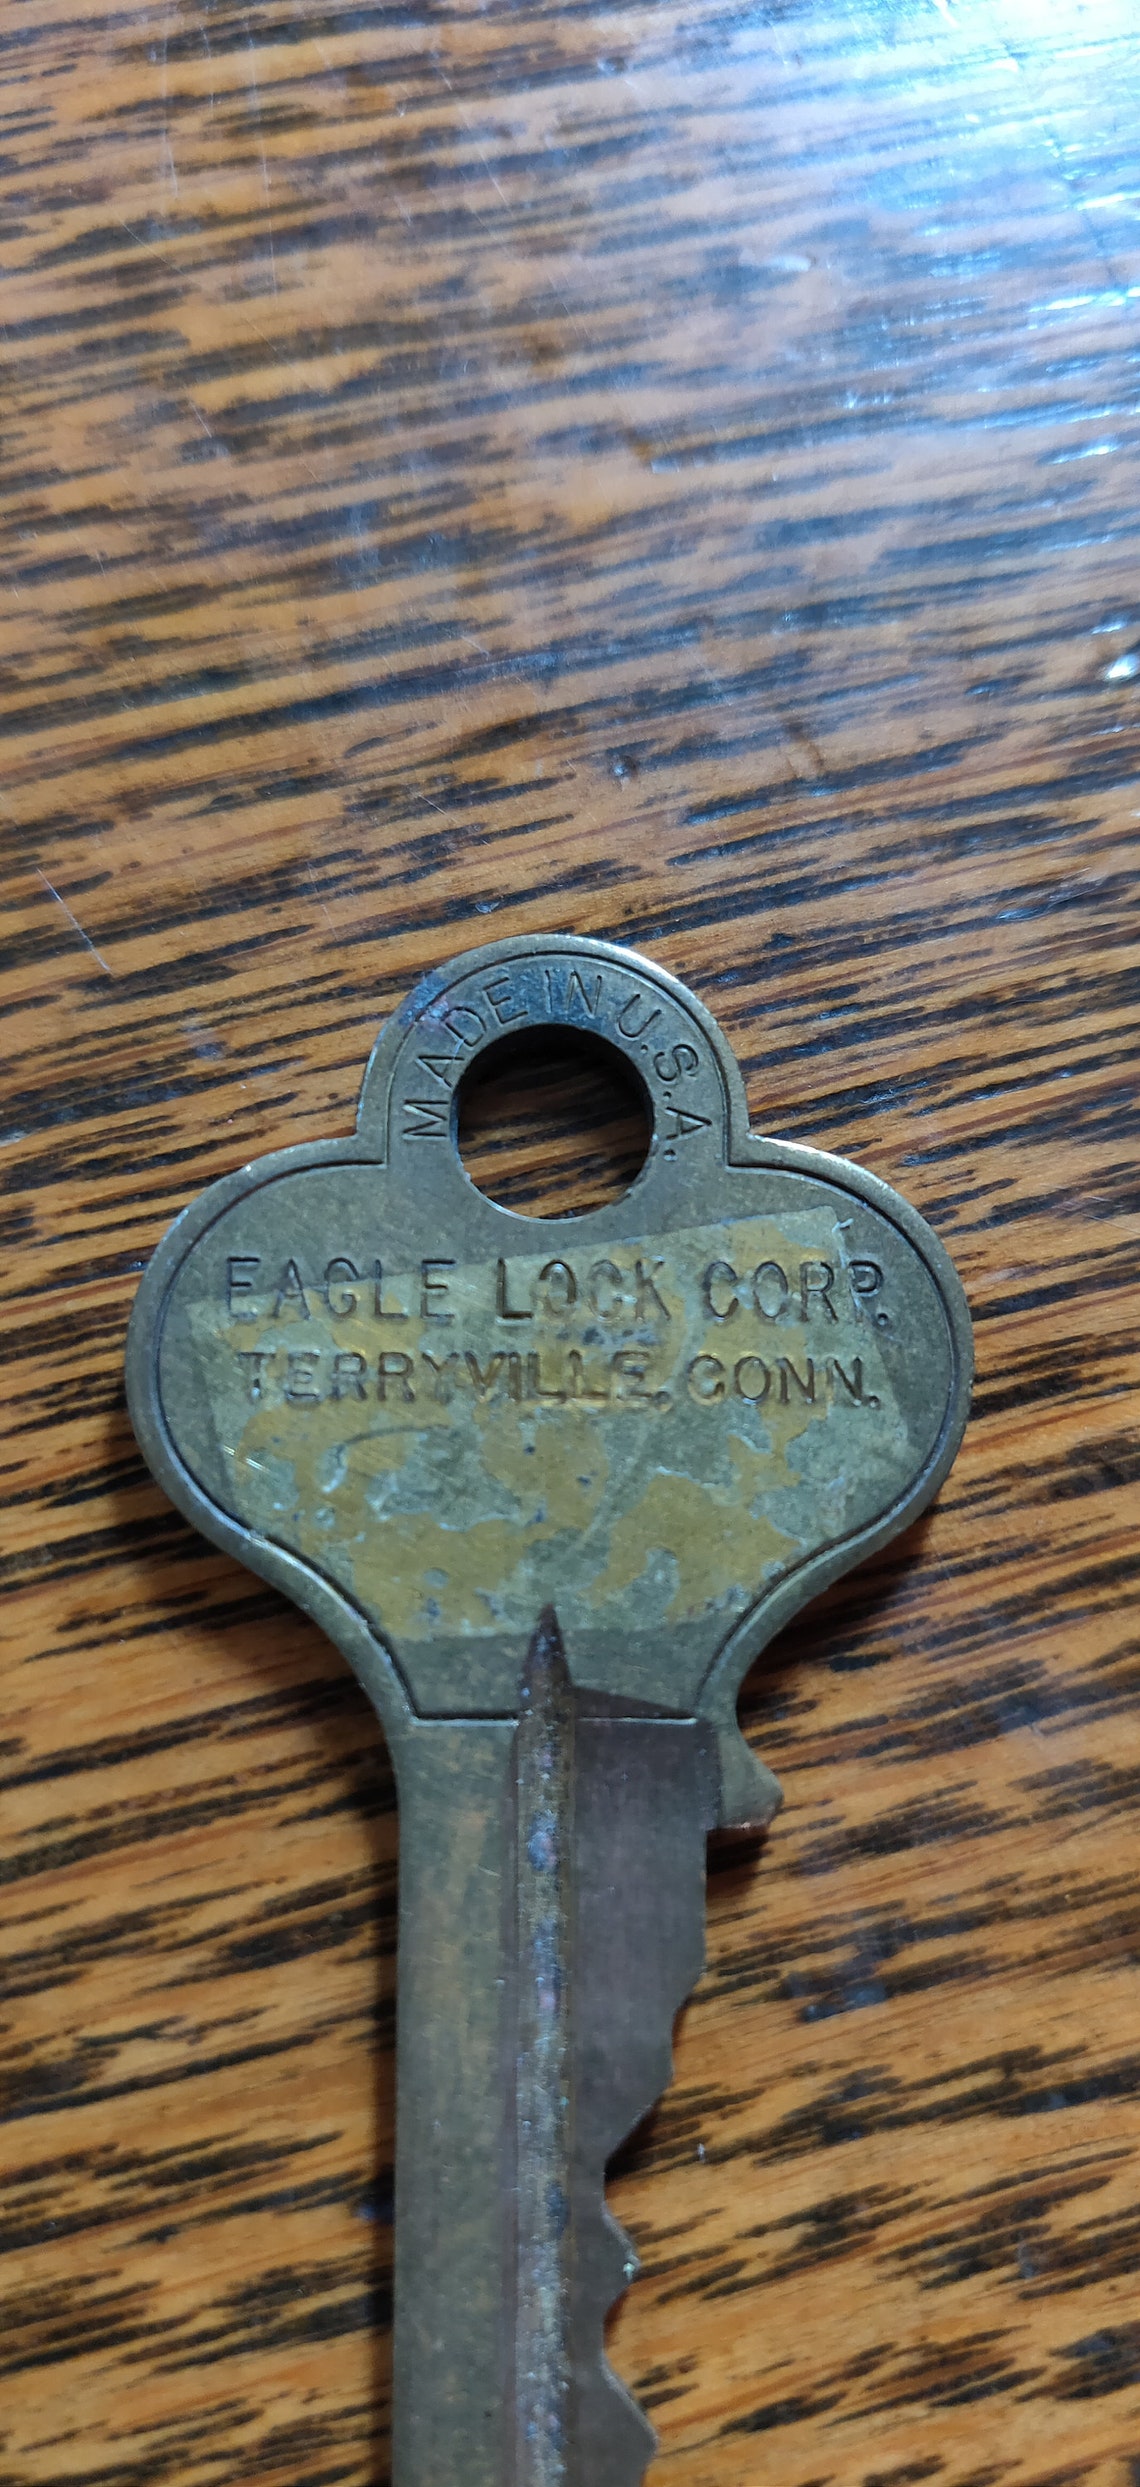 MADE IN U.S.A.
EAGLE LOCK CORP.
TERRYVILLE. CONN.